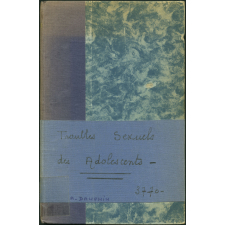 Troubles Sexuels
des Adolescents -
3770-